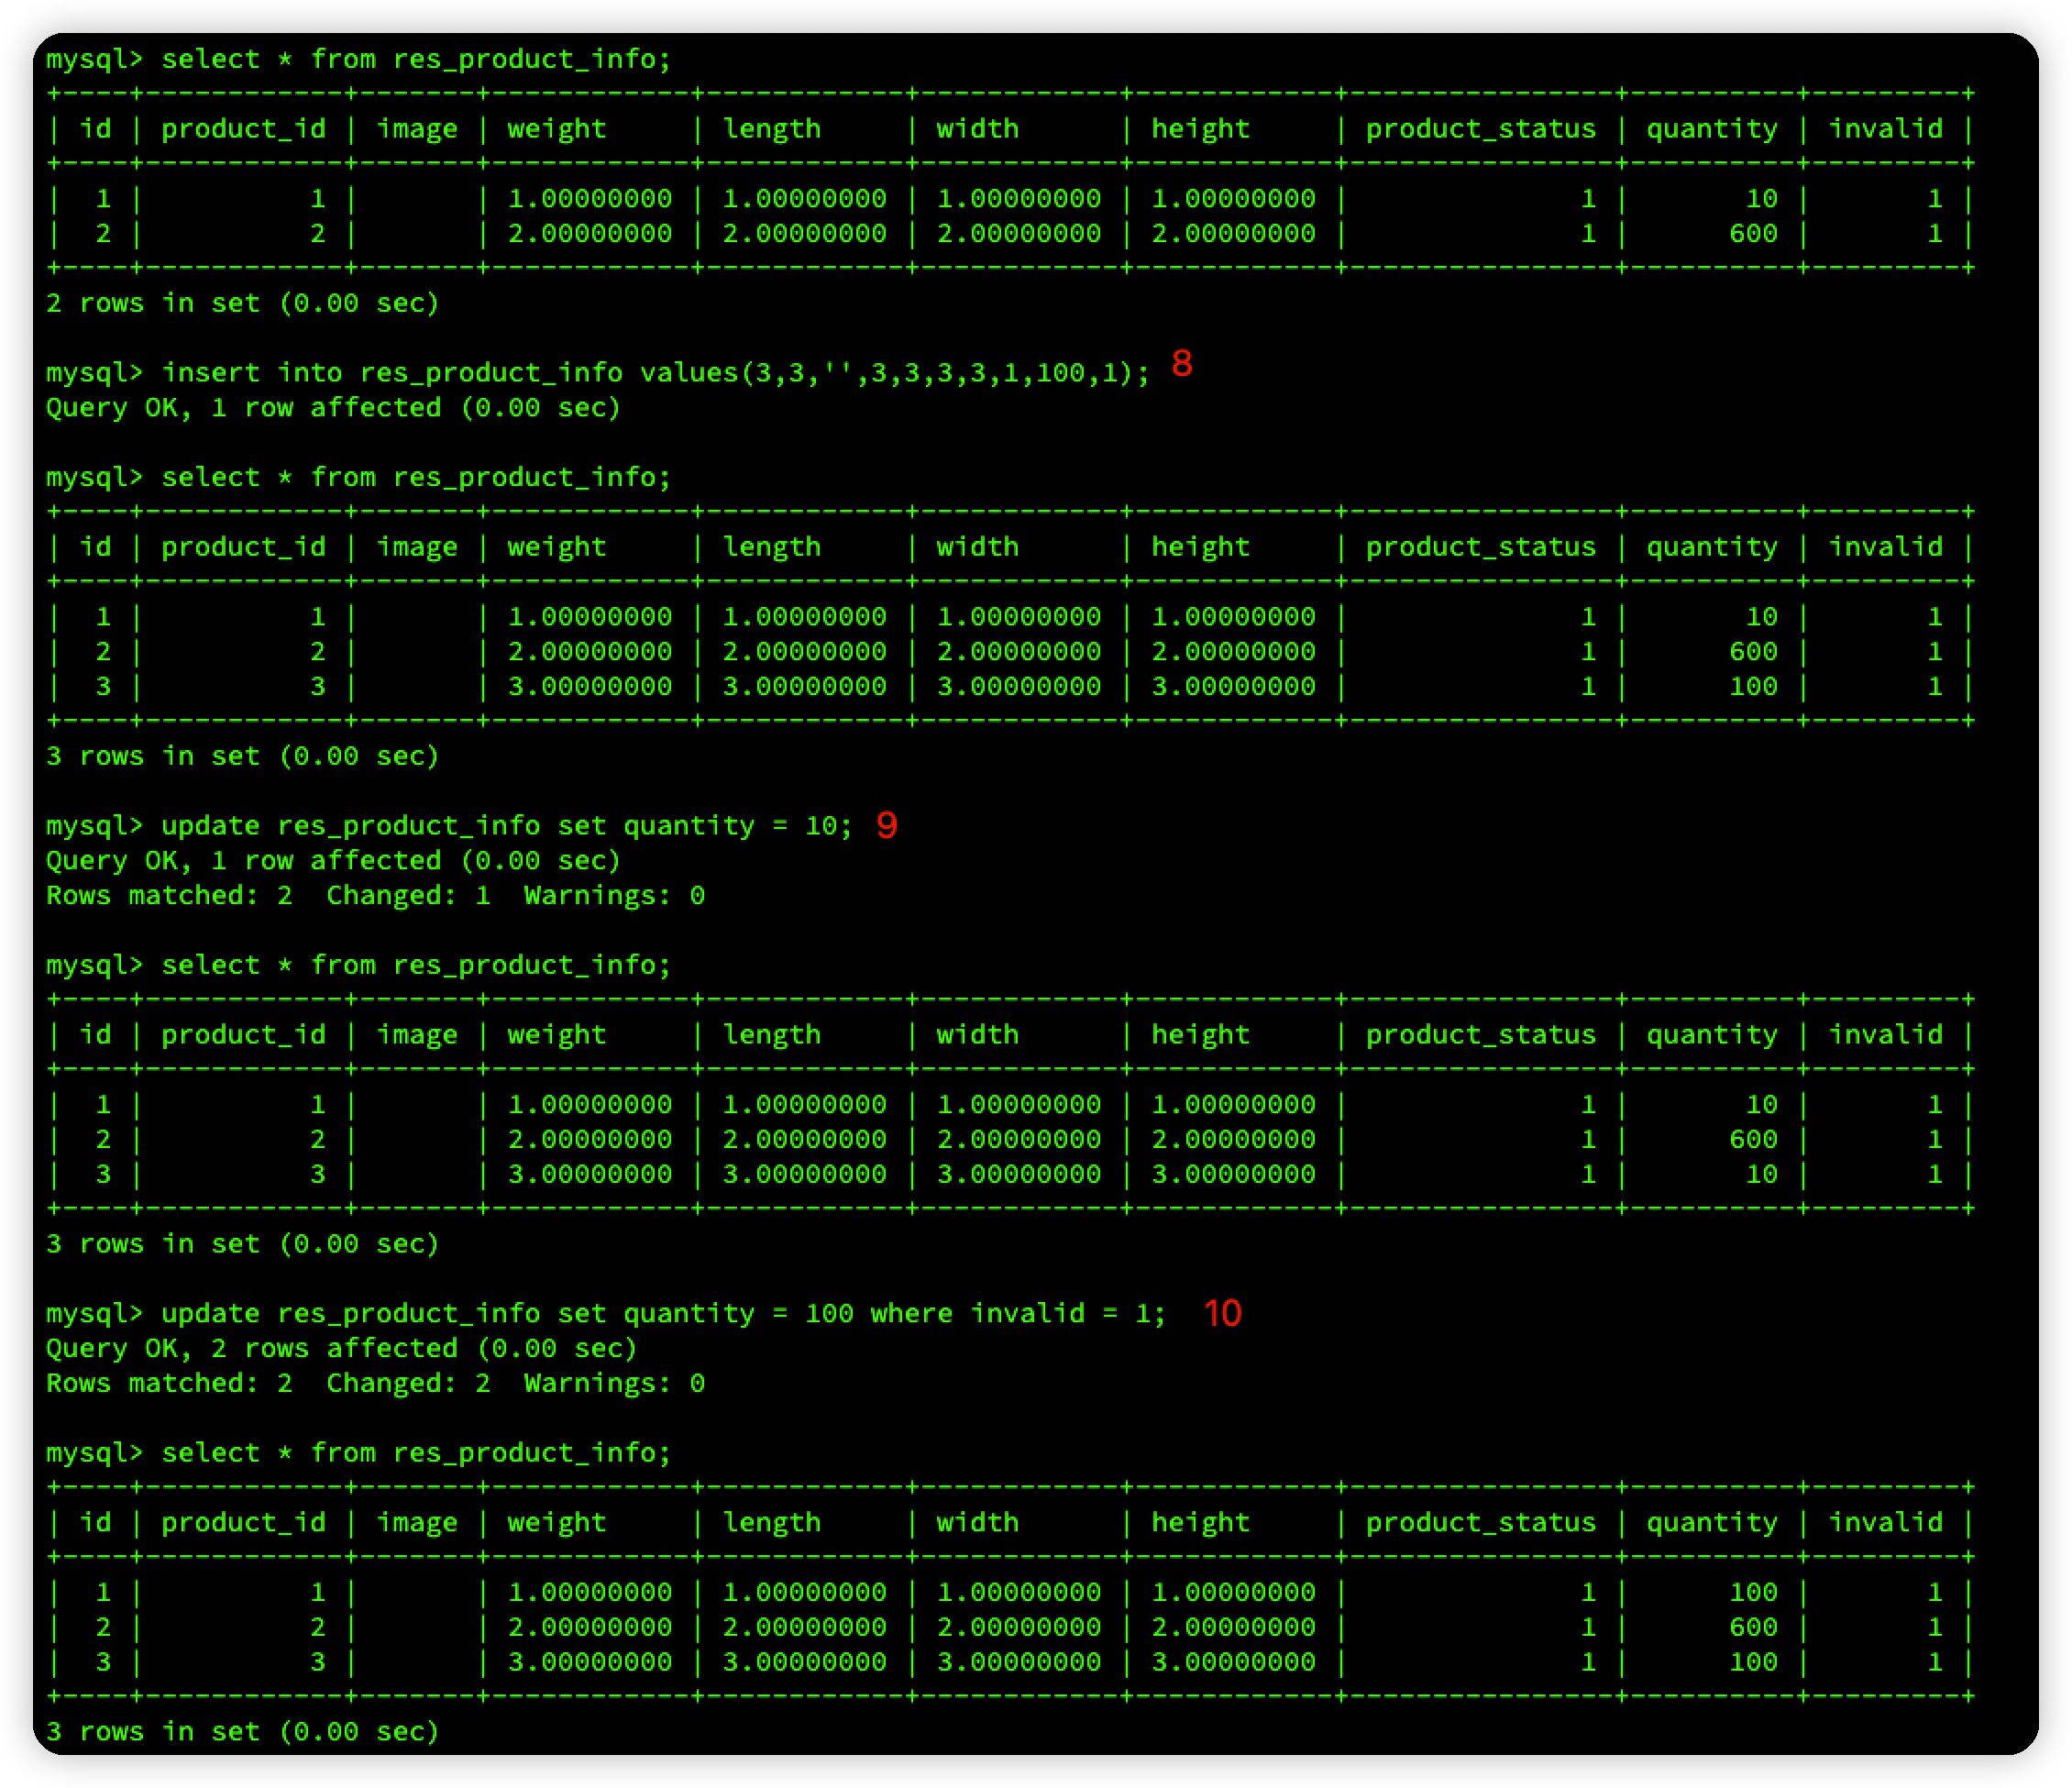 mysql> select * from res_product_info;
+----+------------+-------+------------+------------+------------+------------+----------------+----------+---------+
| id | product_id | image | weight     | length     | width      | height     | product_status | quantity | invalid |
+----+------------+-------+------------+------------+------------+------------+----------------+----------+---------+
|  1 |          1 |       | 1.00000000 | 1.00000000 | 1.00000000 | 1.00000000 |              1 |       10 |       1 |
|  2 |          2 |       | 2.00000000 | 2.00000000 | 2.00000000 | 2.00000000 |              1 |      600 |       1 |
+----+------------+-------+------------+------------+------------+------------+----------------+----------+---------+
2 rows in set (0.00 sec)
mysql> insert into res_product_info values(3,3,'',3,3,3,3,1,100,1); 8
Query OK, 1 row affected (0.00 sec)
mysql> select * from res_product_info;
+----+------------+-------+------------+------------+------------+------------+----------------+----------+---------+
| id | product_id | image | weight     | length     | width      | height     | product_status | quantity | invalid |
+----+------------+-------+------------+------------+------------+------------+----------------+----------+---------+
|  1 |          1 |       | 1.00000000 | 1.00000000 | 1.00000000 | 1.00000000 |              1 |       10 |       1 |
|  2 |          2 |       | 2.00000000 | 2.00000000 | 2.00000000 | 2.00000000 |              1 |      600 |       1 |
|  3 |          3 |       | 3.00000000 | 3.00000000 | 3.00000000 | 3.00000000 |              1 |      100 |       1 |
+----+------------+-------+------------+------------+------------+------------+----------------+----------+---------+
3 rows in set (0.00 sec)
mysql> update res_product_info set quantity = 10; 9
Query OK, 1 row affected (0.00 sec)
Rows matched: 2  Changed: 1  Warnings: 0
mysql> select * from res_product_info;
+----+------------+-------+------------+------------+------------+------------+----------------+----------+---------+
| id | product_id | image | weight     | length     | width      | height     | product_status | quantity | invalid |
+----+------------+-------+------------+------------+------------+------------+----------------+----------+---------+
|  1 |          1 |       | 1.00000000 | 1.00000000 | 1.00000000 | 1.00000000 |              1 |       10 |       1 |
|  2 |          2 |       | 2.00000000 | 2.00000000 | 2.00000000 | 2.00000000 |              1 |      600 |       1 |
|  3 |          3 |       | 3.00000000 | 3.00000000 | 3.00000000 | 3.00000000 |              1 |       10 |       1 |
+----+------------+-------+------------+------------+------------+------------+----------------+----------+---------+
3 rows in set (0.00 sec)
mysql> update res_product_info set quantity = 100 where invalid = 1; 10
Query OK, 2 rows affected (0.00 sec)
Rows matched: 2  Changed: 2  Warnings: 0
mysql> select * from res_product_info;
+----+------------+-------+------------+------------+------------+------------+----------------+----------+---------+
| id | product_id | image | weight     | length     | width      | height     | product_status | quantity | invalid |
+----+------------+-------+------------+------------+------------+------------+----------------+----------+---------+
|  1 |          1 |       | 1.00000000 | 1.00000000 | 1.00000000 | 1.00000000 |              1 |      100 |       1 |
|  2 |          2 |       | 2.00000000 | 2.00000000 | 2.00000000 | 2.00000000 |              1 |      600 |       1 |
|  3 |          3 |       | 3.00000000 | 3.00000000 | 3.00000000 | 3.00000000 |              1 |      100 |       1 |
+----+------------+-------+------------+------------+------------+------------+----------------+----------+---------+
3 rows in set (0.00 sec)